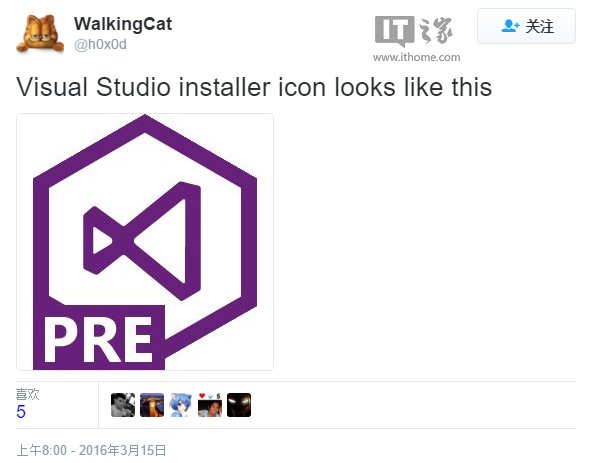 WalkingCat
@h0x0d
IT之家
www.ithome.com
关注
Visual Studio installer icon looks like this
PRE
喜欢
5
上午8:00 - 2016年3月15日